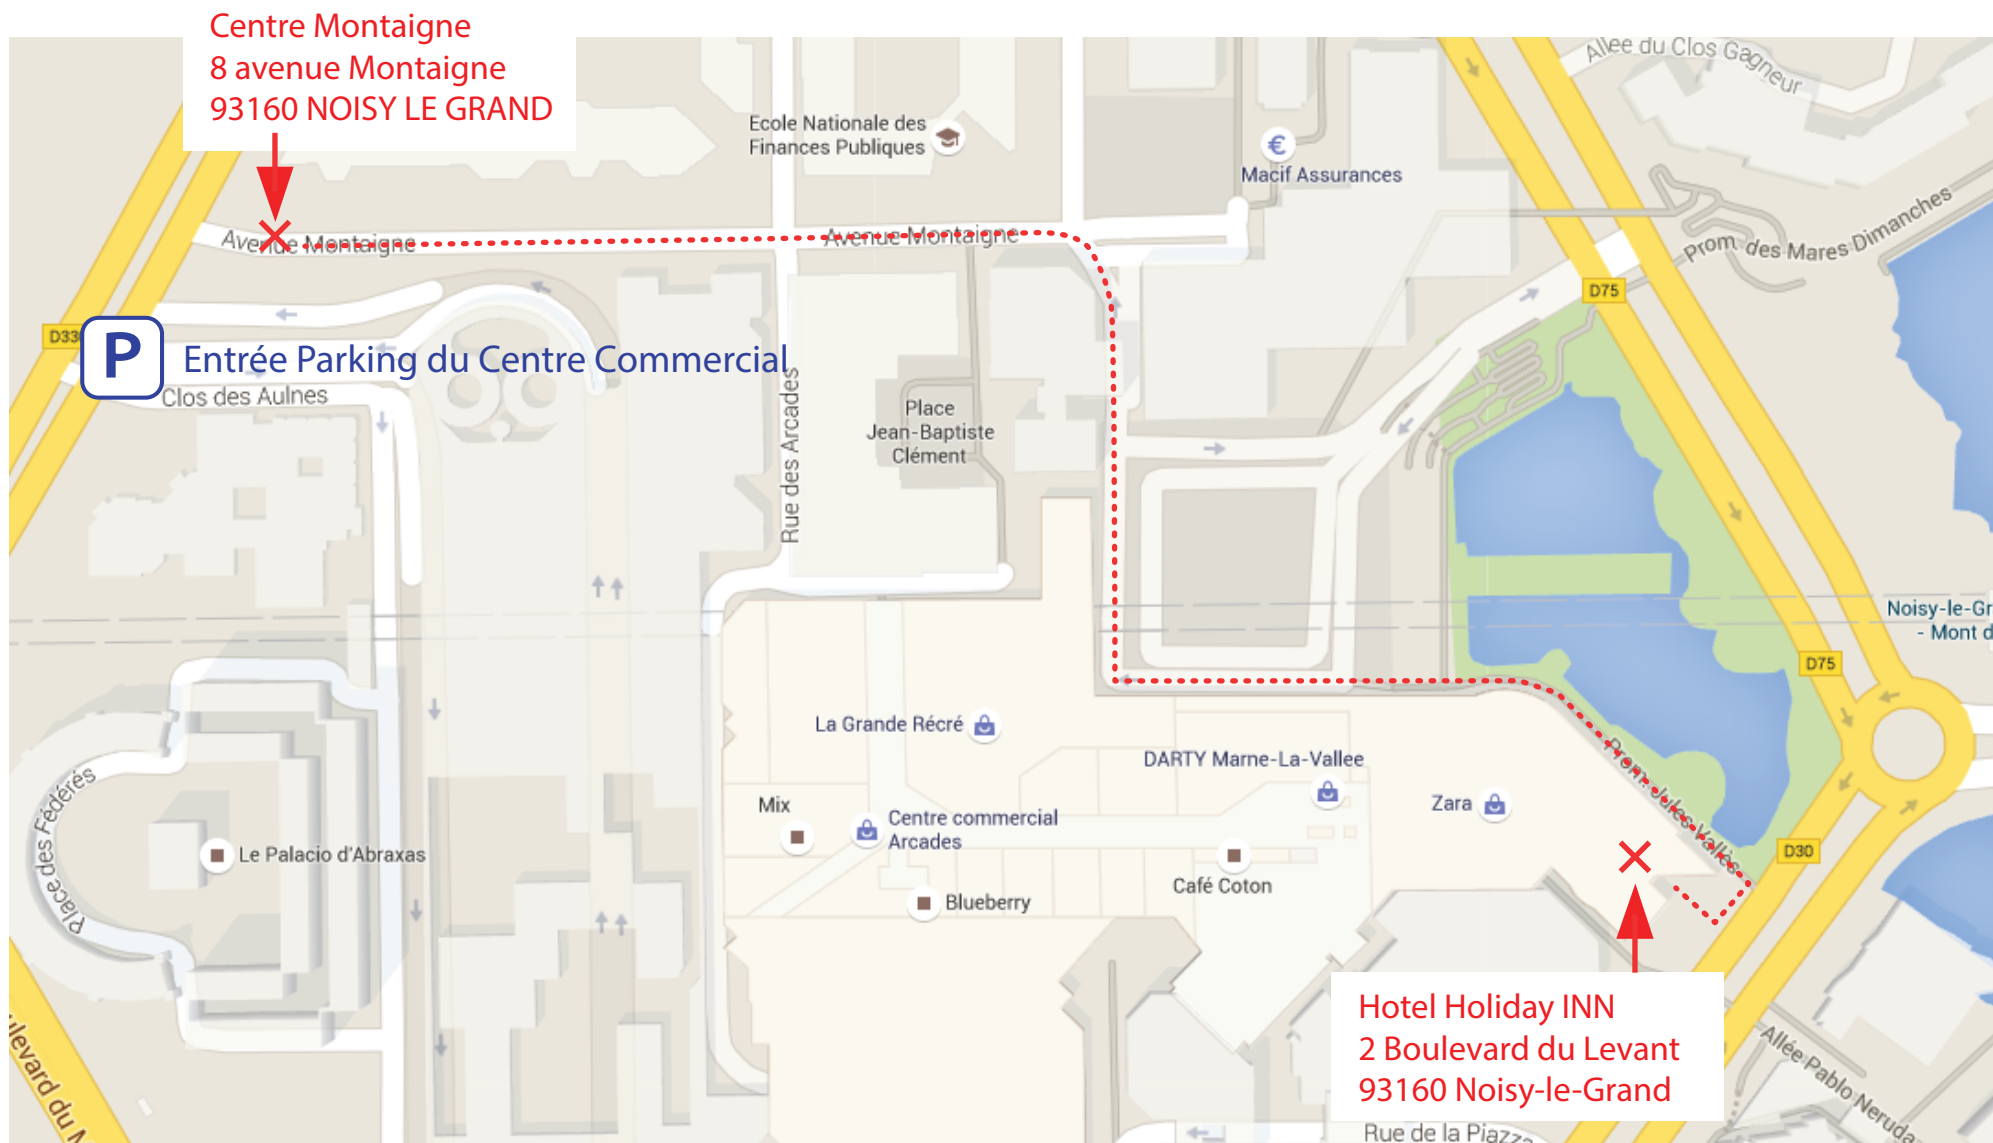 Centre Montaigne
8 avenue Montaigne
93160 NOISY LE GRAND
Allée du Clos Gagneur
Ecole Nationale des
Finances Publiques
€
Macif Assurances
Avenue Montaigne
Avenue Montaigne
Prom. des Mares Dimanches
D75
P
Entrée Parking du Centre Commercial
Clos des Aulnes
Rue des Arcades
Place
Jean-Baptiste
Clément
Noisy-le-Gr
- Mont d
D75
La Grande Récré
DARTY Marne-La-Vallee
Prom. Jules Vallès
Mix
Zara
Centre commercial
Arcades
Place des Fédérés
Le Palacio d'Abraxas
D30
Café Coton
Blueberry
Hotel Holiday INN
2 Boulevard du Levant
93160 Noisy-le-Grand
Allée Pablo Neruda
Rue de la Piazza